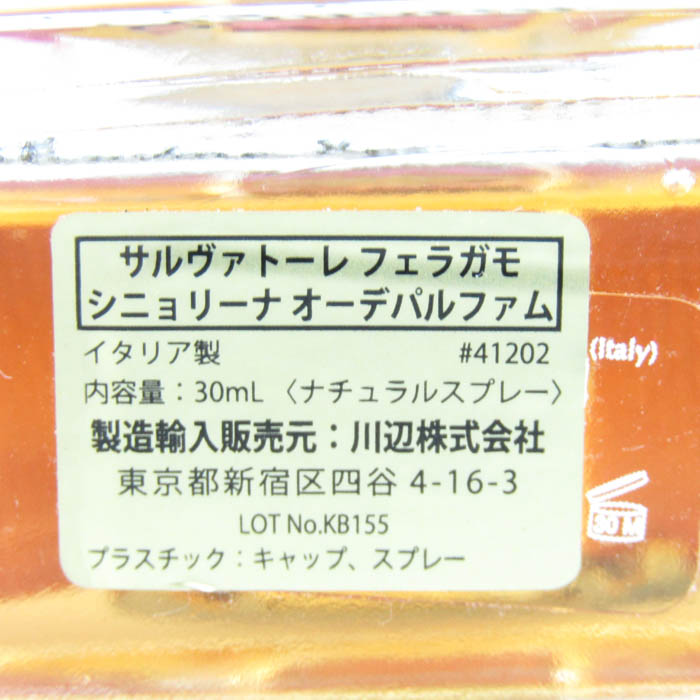 サルヴァトーレ フェラガモ
シニョリーナ オーデパルファム
イタリア製 #41202
内容量：30mL 〈ナチュラルスプレー〉
製造輸入販売元：川辺株式会社
東京都新宿区四谷 4-16-3
LOT No.KB155
プラスチック：キャップ、スプレー
(Italy)
30 M